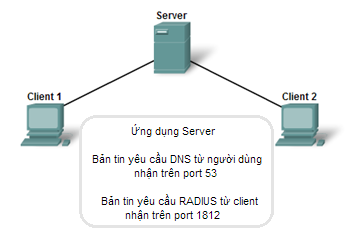 Server
Client 1
Client 2
Ứng dụng Server
Bản tin yêu cầu DNS từ người dùng
nhận trên port 53
Bản tin yêu cầu RADIUS từ client
nhận trên port 1812